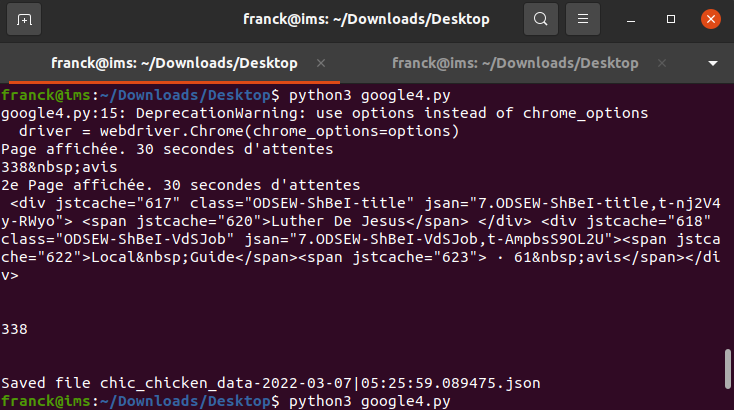 franck@ims: ~/Downloads/Desktop
franck@ims: ~/Downloads/Desktop × franck@ims: ~/Downloads/Desktop ×
franck@ims:~/Downloads/Desktop$ python3 google4.py
google4.py:15: DeprecationWarning: use options instead of chrome_options
  driver = webdriver.Chrome(chrome_options=options)
Page affichée. 30 secondes d'attentes
338&nbsp;avis
2e Page affichée. 30 secondes d'attentes
 <div jstcache="617" class="ODSEW-ShBeI-title" jsan="7.ODSEW-ShBeI-title,t-nj2V4
y-RWyo"> <span jstcache="620">Luther De Jesus</span> </div> <div jstcache="618"
class="ODSEW-ShBeI-VdSJob" jsan="7.ODSEW-ShBeI-VdSJob,t-AmpbsS9OL2U"><span jstca
che="622">Local&nbsp;Guide</span><span jstcache="623"> · 61&nbsp;avis</span></di
v>
338
Saved file chic_chicken_data-2022-03-07|05:25:59.089475.json
franck@ims:~/Downloads/Desktop$ python3 google4.py